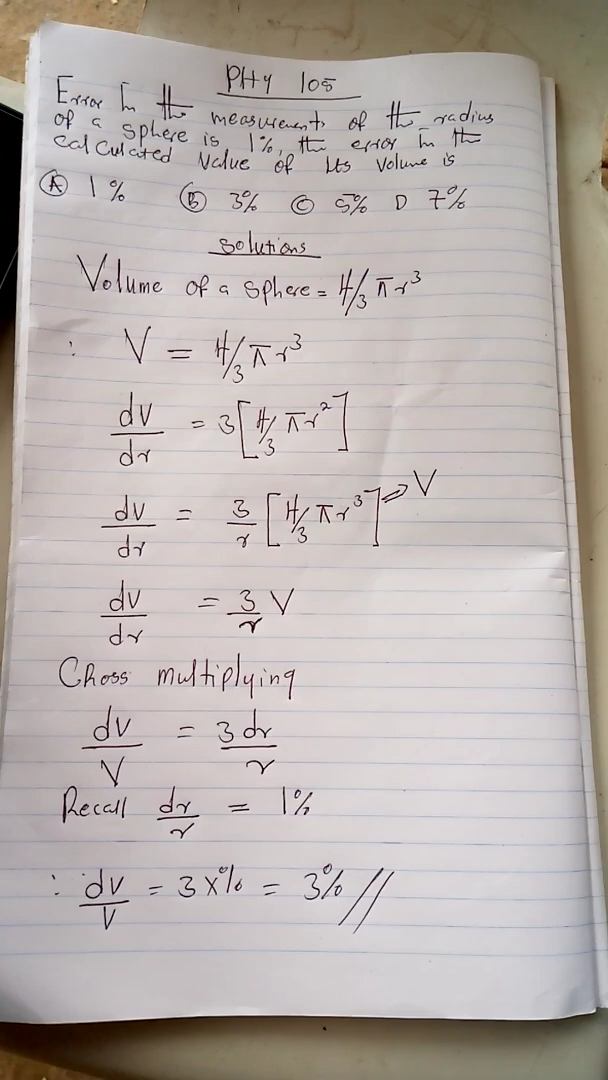 PHY 105
Error in the measurements of the radius
of a sphere is 1%, the error in the
calculated value of its volume is
Ⓐ 1% Ⓑ 3% Ⓒ 5% D 7%
Solutions
Volume of a Sphere = 4/3 πr³
∴ V = 4/3 πr³
dv/dr = 3[4/3 πr²]
dv/dr = 3/r [4/3 πr³] ⇒ V
dv/dr = 3/r V
Cross multiplying
dv/V = 3 dr/r
Recall dr/r = 1%
∴ dv/V = 3 x % = 3% //